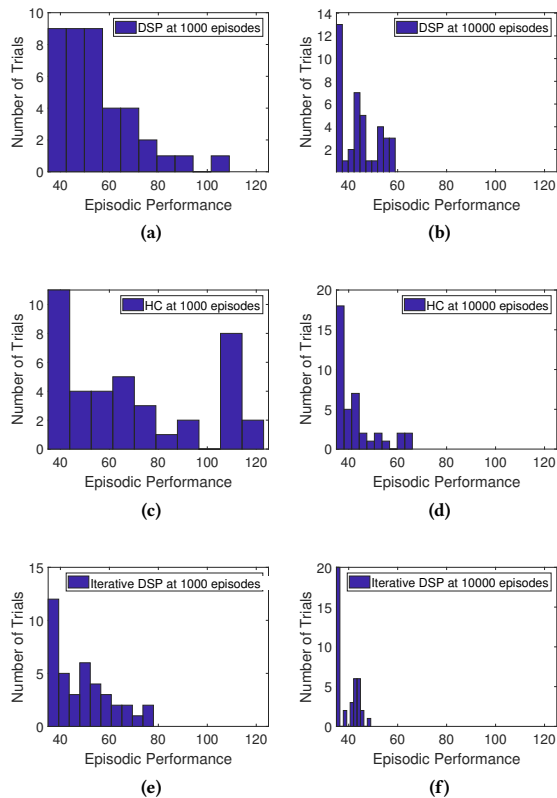 DSP at 1000 episodes
Number of Trials
10
8
6
4
2
0
40 60 80 100 120
Episodic Performance
(a)
DSP at 10000 episodes
Number of Trials
14
12
10
8
6
4
2
40 60 80 100 120
Episodic Performance
(b)
HC at 1000 episodes
Number of Trials
10
8
6
4
2
0
40 60 80 100 120
Episodic Performance
(c)
HC at 10000 episodes
Number of Trials
20
15
10
5
0
40 60 80 100 120
Episodic Performance
(d)
Iterative DSP at 1000 episodes
Number of Trials
15
10
5
0
40 60 80 100 120
Episodic Performance
(e)
Iterative DSP at 10000 episodes
Number of Trials
20
15
10
5
0
40 60 80 100 120
Episodic Performance
(f)